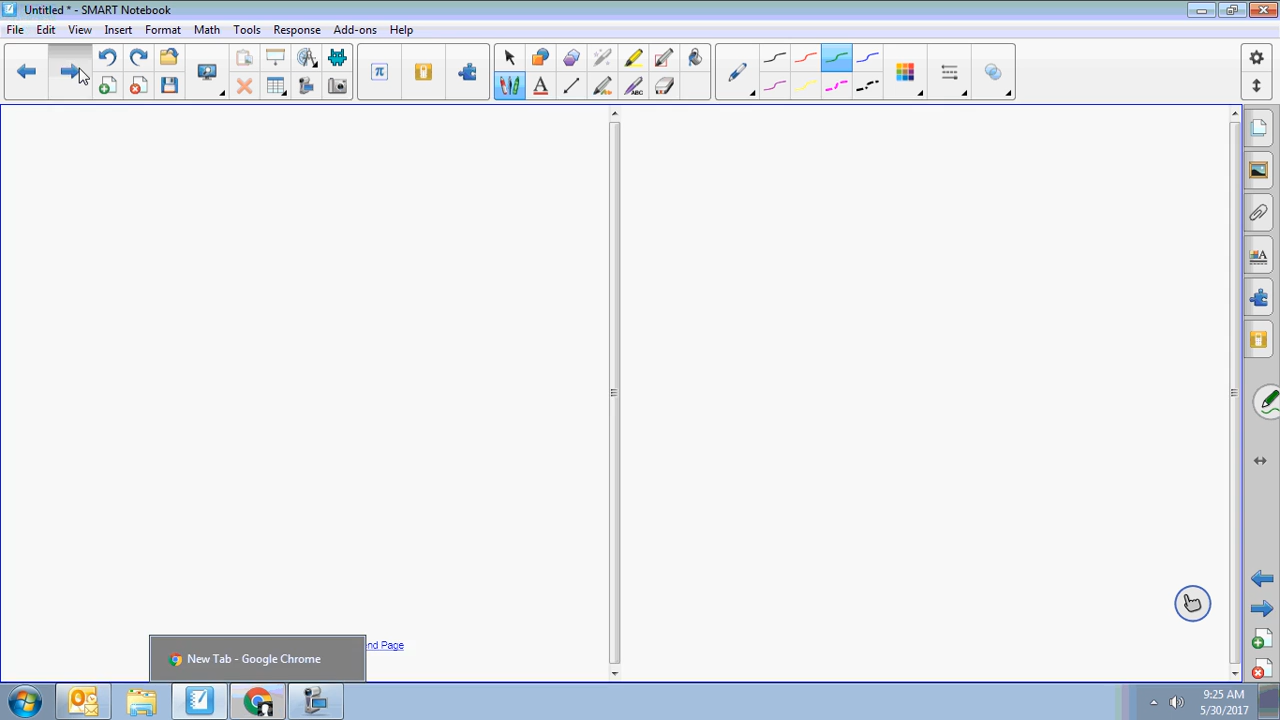 Untitled * - SMART Notebook
File Edit View Insert Format Math Tools Response Add-ons Help
π
A
ABC
A
nd Page
New Tab - Google Chrome
9:25 AM
5/30/2017